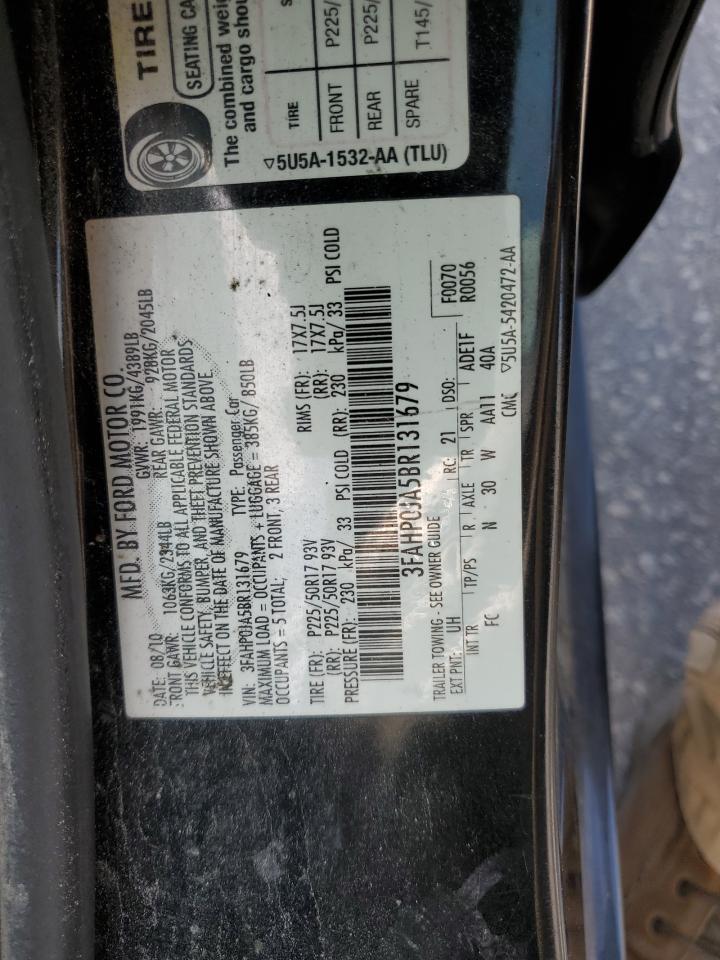 MFD. BY FORD MOTOR CO.
DATE: 08/10 GVWR: 1991KG/4389LB
FRONT GAWR: 1063KG/2344LB REAR GAWR: 928KG/2045LB
THIS VEHICLE CONFORMS TO ALL APPLICABLE FEDERAL MOTOR
VEHICLE SAFETY, BUMPER, AND THEFT PREVENTION STANDARDS
IN EFFECT ON THE DATE OF MANUFACTURE SHOWN ABOVE.
VIN: 3FAHP0JA5BR131679 TYPE: Passenger Car
MAXIMUM LOAD = OCCUPANTS + LUGGAGE = 385KG/ 850LB
OCCUPANTS = 5 TOTAL; 2 FRONT, 3 REAR
TIRE (FR): P225/50R17 93V RIMS (FR): 17X7.5J
(RR): P225/50R17 93V (RR): 17X7.5J
PRESSURE (FR): 230 kPa/ 33 PSI COLD (RR): 230 kPa/ 33 PSI COLD
3FAHP0JA5BR131679
TRAILER TOWING - SEE OWNER GUIDE F0070
EXT PNT: UH RC: 21 DSO: R0056
INT TR TP/PS R AXLE TR SPR ADE1F
FC N 30 W AA11 40A
CMC ▽5U5A-5420472-AA
TIRE
SEATING CA
The combined weig
and cargo shou
TIRE S
FRONT P225/
REAR P225/
SPARE T145/
▽5U5A-1532-AA (TLU)